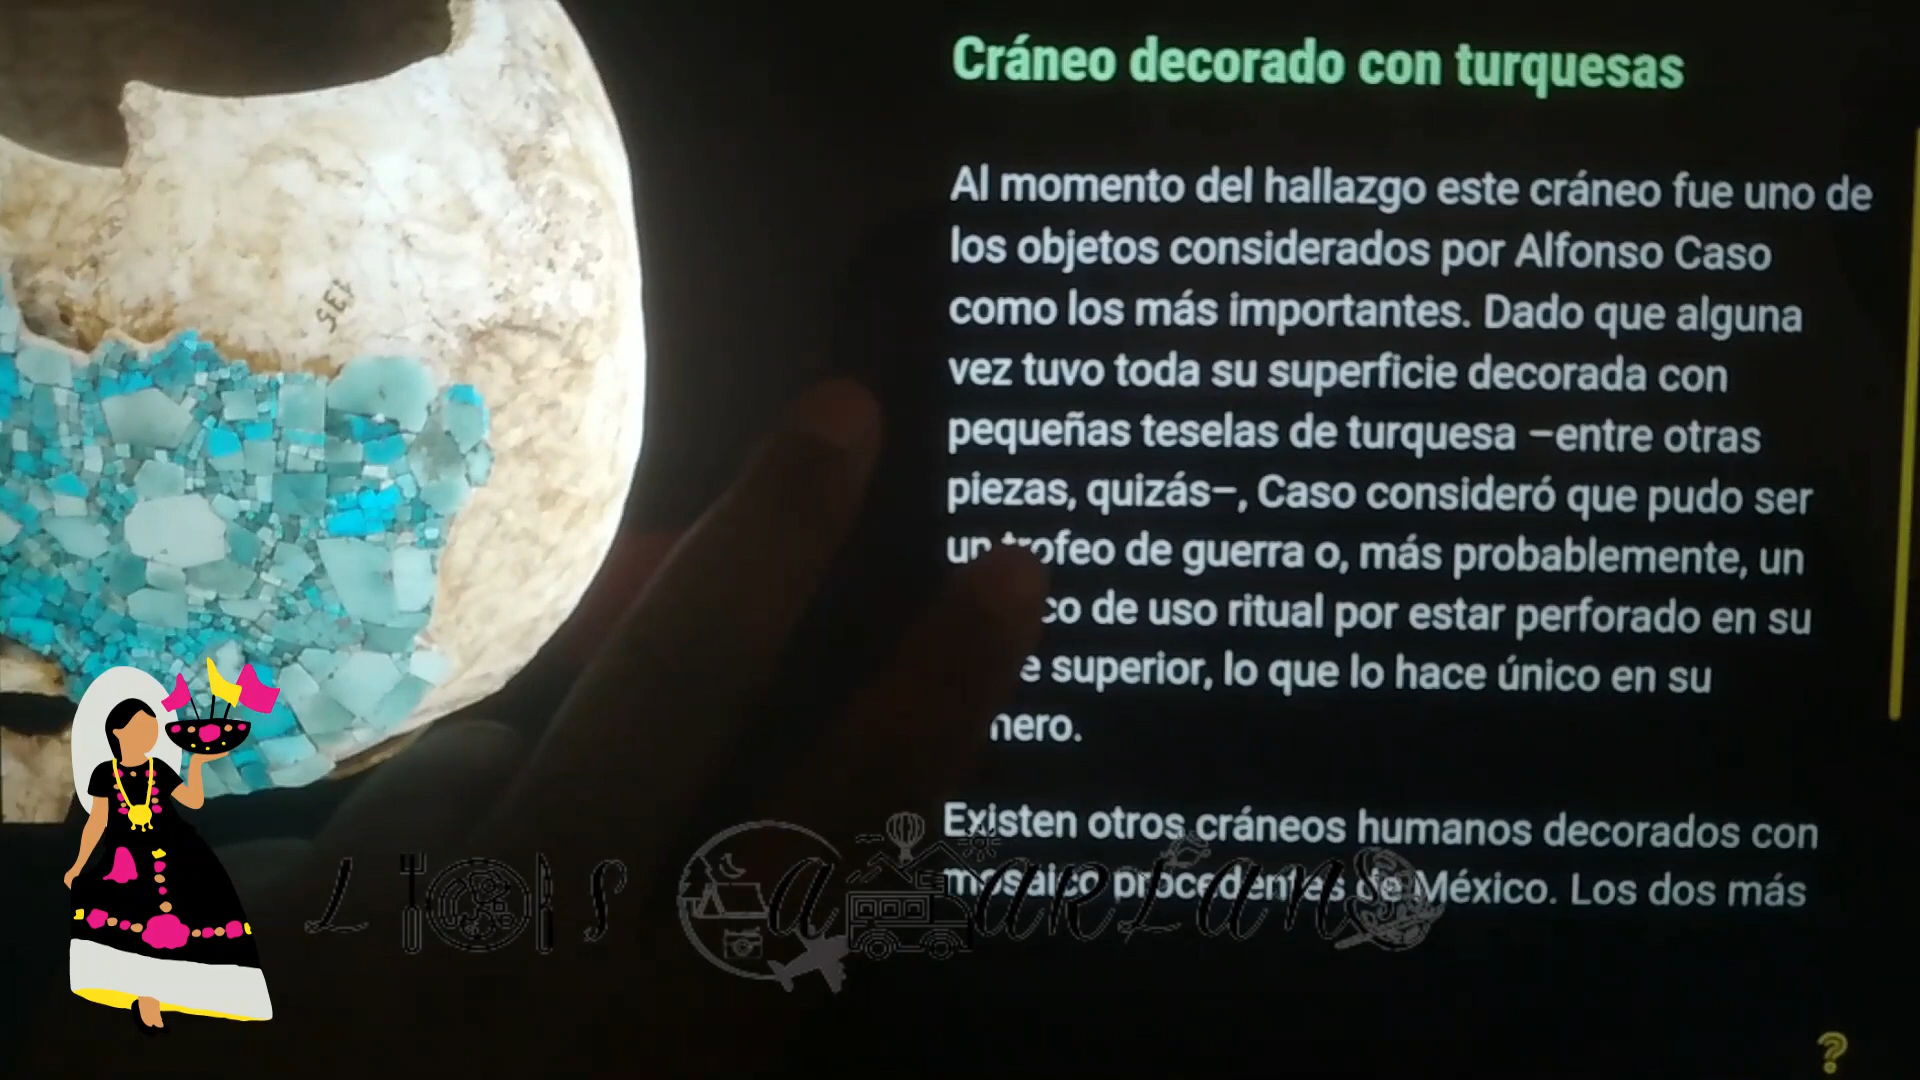 Cráneo decorado con turquesas
Al momento del hallazgo este cráneo fue uno de
los objetos considerados por Alfonso Caso
como los más importantes. Dado que alguna
vez tuvo toda su superficie decorada con
pequeñas teselas de turquesa –entre otras
piezas, quizás–, Caso consideró que pudo ser
un trofeo de guerra o, más probablemente, un
de uso ritual por estar perforado en su
superior, lo que lo hace único en su
Existen otros cráneos humanos decorados con
mosaico procedentes de México. Los dos más
?